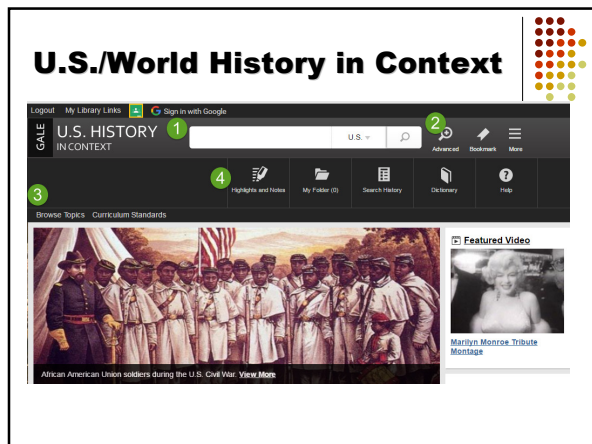 U.S./World History in Context
Logout My Library Links Sign in with Google
GALE
U.S. HISTORY
IN CONTEXT
1
U.S.
2
Advanced Bookmark More
3
4
Highlights and Notes My Folder (0) Search History Dictionary Help
Browse Topics Curriculum Standards
African American Union soldiers during the U.S. Civil War. View More
Featured Video
Marilyn Monroe Tribute
Montage